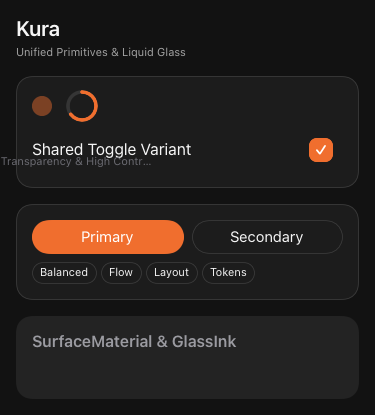 Kura
Unified Primitives & Liquid Glass
Shared Toggle Variant
Transparency & High Contr...
Primary
Secondary
Balanced
Flow
Layout
Tokens
SurfaceMaterial & GlassInk